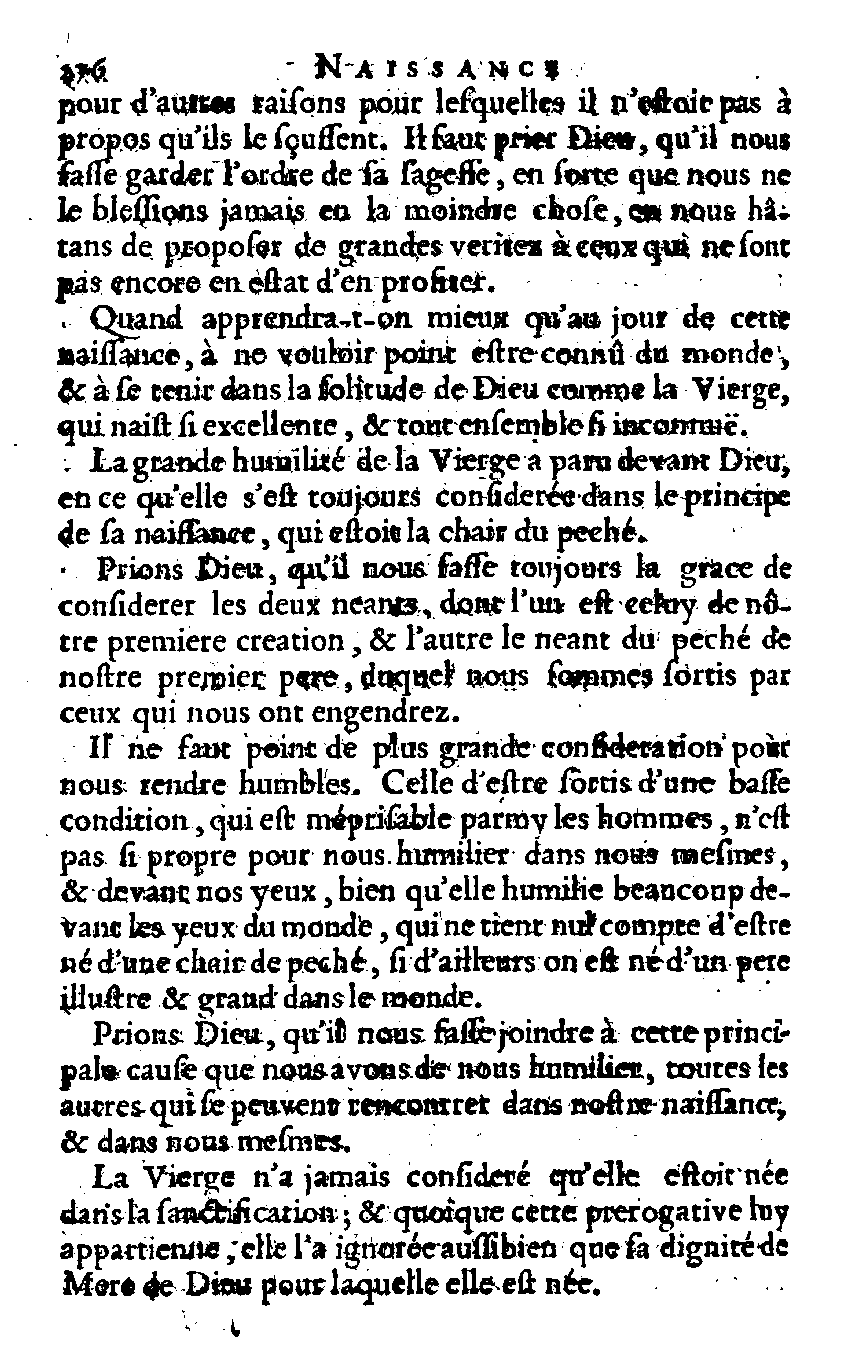 NAISSANCE
pour d'autres raiſons pour leſquelles il n'eſtoit pas à
propos qu'ils le ſçuſſent. Il faut prier Dieu, qu'il nous
faſſe garder l'ordre de ſa ſageſſe, en ſorte que nous ne
le bleſſions jamais en la moindre choſe, en nous hâ-
tans de propoſer de grandes veritez à ceux qui ne ſont
pas encore en eſtat d'en profiter.
Quand apprendra-t-on mieux qu'au jour de cette
naiſſance, à ne vouloir point eſtre connû du monde,
& à ſe tenir dans la ſolitude de Dieu comme la Vierge,
qui naiſt ſi excellente, & tout enſemble ſi inconnuë.
La grande humilité de la Vierge a paru devant Dieu,
en ce qu'elle s'eſt toujours conſiderée dans le principe
de ſa naiſſance, qui eſtoit la chair du peché.
Prions Dieu, qu'il nous faſſe toujours la grace de
conſiderer les deux neants, dont l'un eſt celuy de nô-
tre premiere creation, & l'autre le neant du peché de
noſtre premier pere, duquel nous ſommes ſortis par
ceux qui nous ont engendrez.
Il ne faut point de plus grande conſideration pour
nous rendre humbles. Celle d'eſtre ſortis d'une baſſe
condition, qui eſt mépriſable parmy les hommes, n'eſt
pas ſi propre pour nous humilier dans nous meſmes,
& devant nos yeux, bien qu'elle humilie beaucoup de-
vant les yeux du monde, qui ne tient nul compte d'eſtre
né d'une chair de peché, ſi d'ailleurs on eſt né d'un pere
illuſtre & grand dans le monde.
Prions Dieu, qu'il nous faſſe joindre à cette princi-
pale cauſe que nous avons de nous humilier, toutes les
autres qui ſe peuvent rencontrer dans noſtre naiſſance,
& dans nous meſmes.
La Vierge n'a jamais conſideré qu'elle eſtoit née
dans la ſanctification; & quoique cette prerogative luy
appartienne, elle l'a ignorée auſſibien que ſa dignité de
Mere de Dieu pour laquelle elle eſt née.